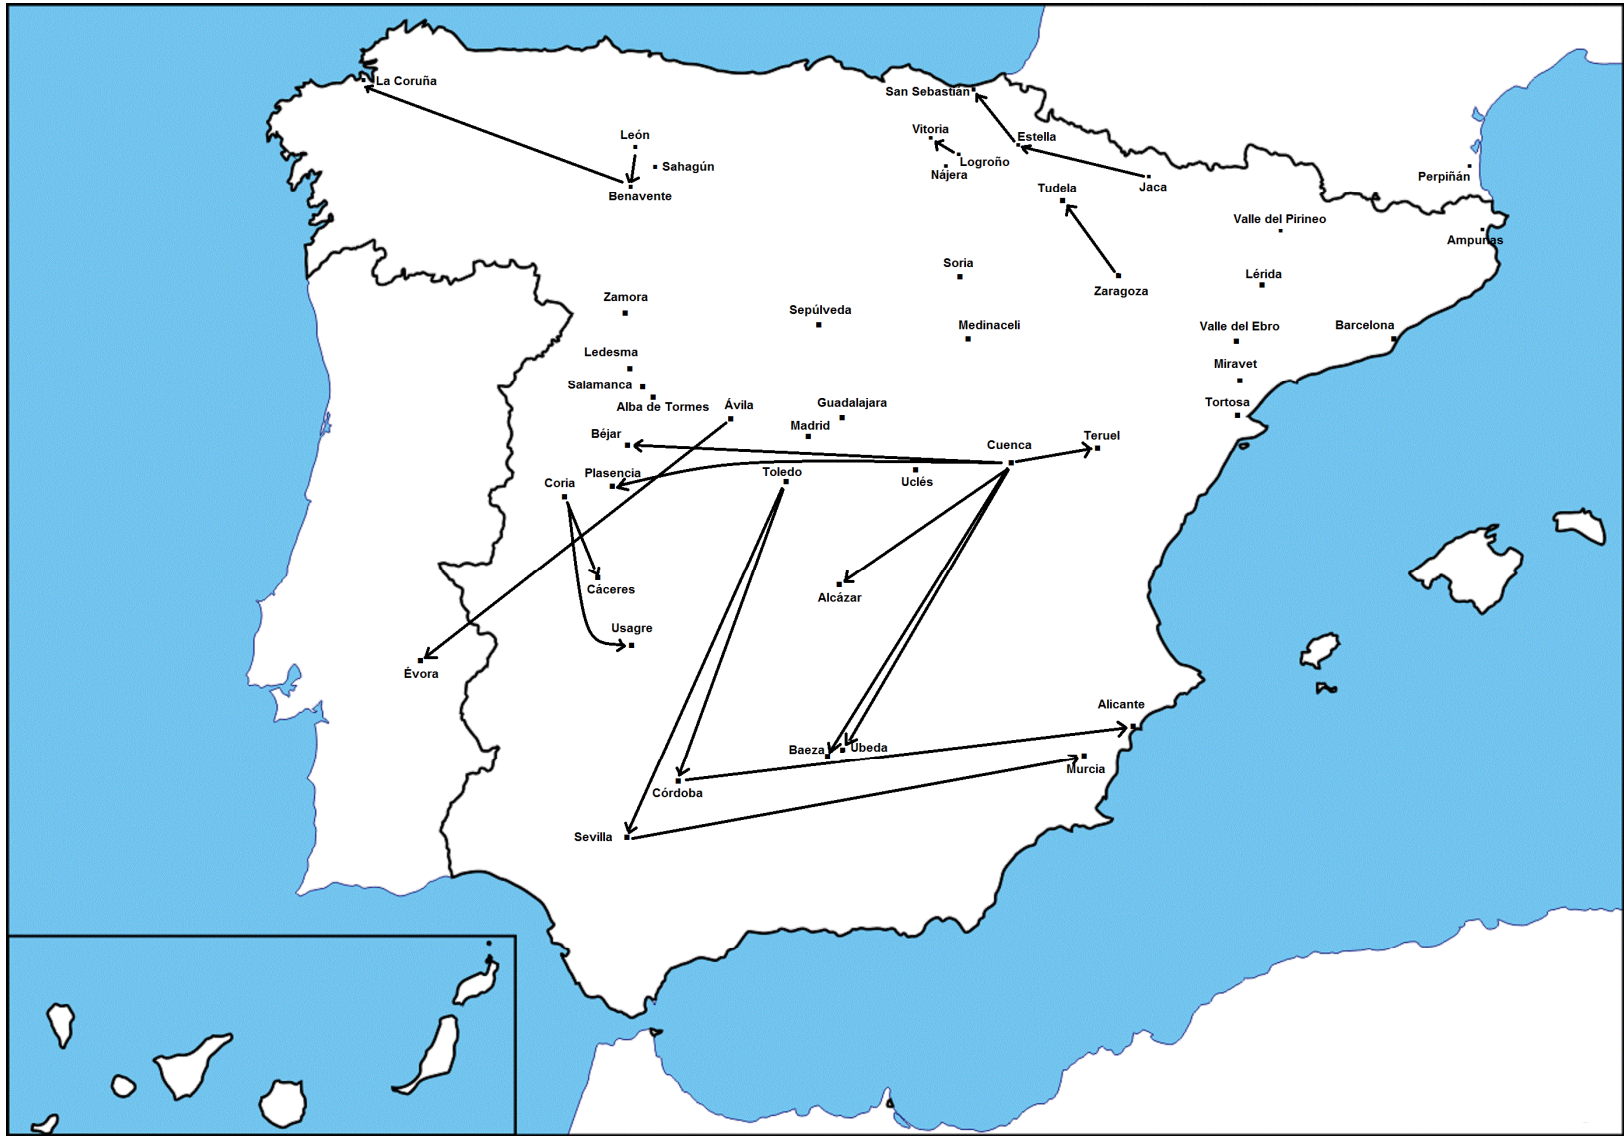 La Coruña
San Sebastián
Vitoria
León
Estella
Sahagún
Logroño
Nájera
Perpiñán
Jaca
Tudela
Benavente
Valle del Pirineo
Ampurias
Soria
Lérida
Zaragoza
Zamora
Sepúlveda
Medinaceli
Valle del Ebro
Barcelona
Ledesma
Miravet
Salamanca
Alba de Tormes
Ávila
Guadalajara
Tortosa
Madrid
Béjar
Teruel
Cuenca
Plasencia
Toledo
Coria
Uclés
Cáceres
Alcázar
Usagre
Évora
Alicante
Baeza
Úbeda
Murcia
Córdoba
Sevilla